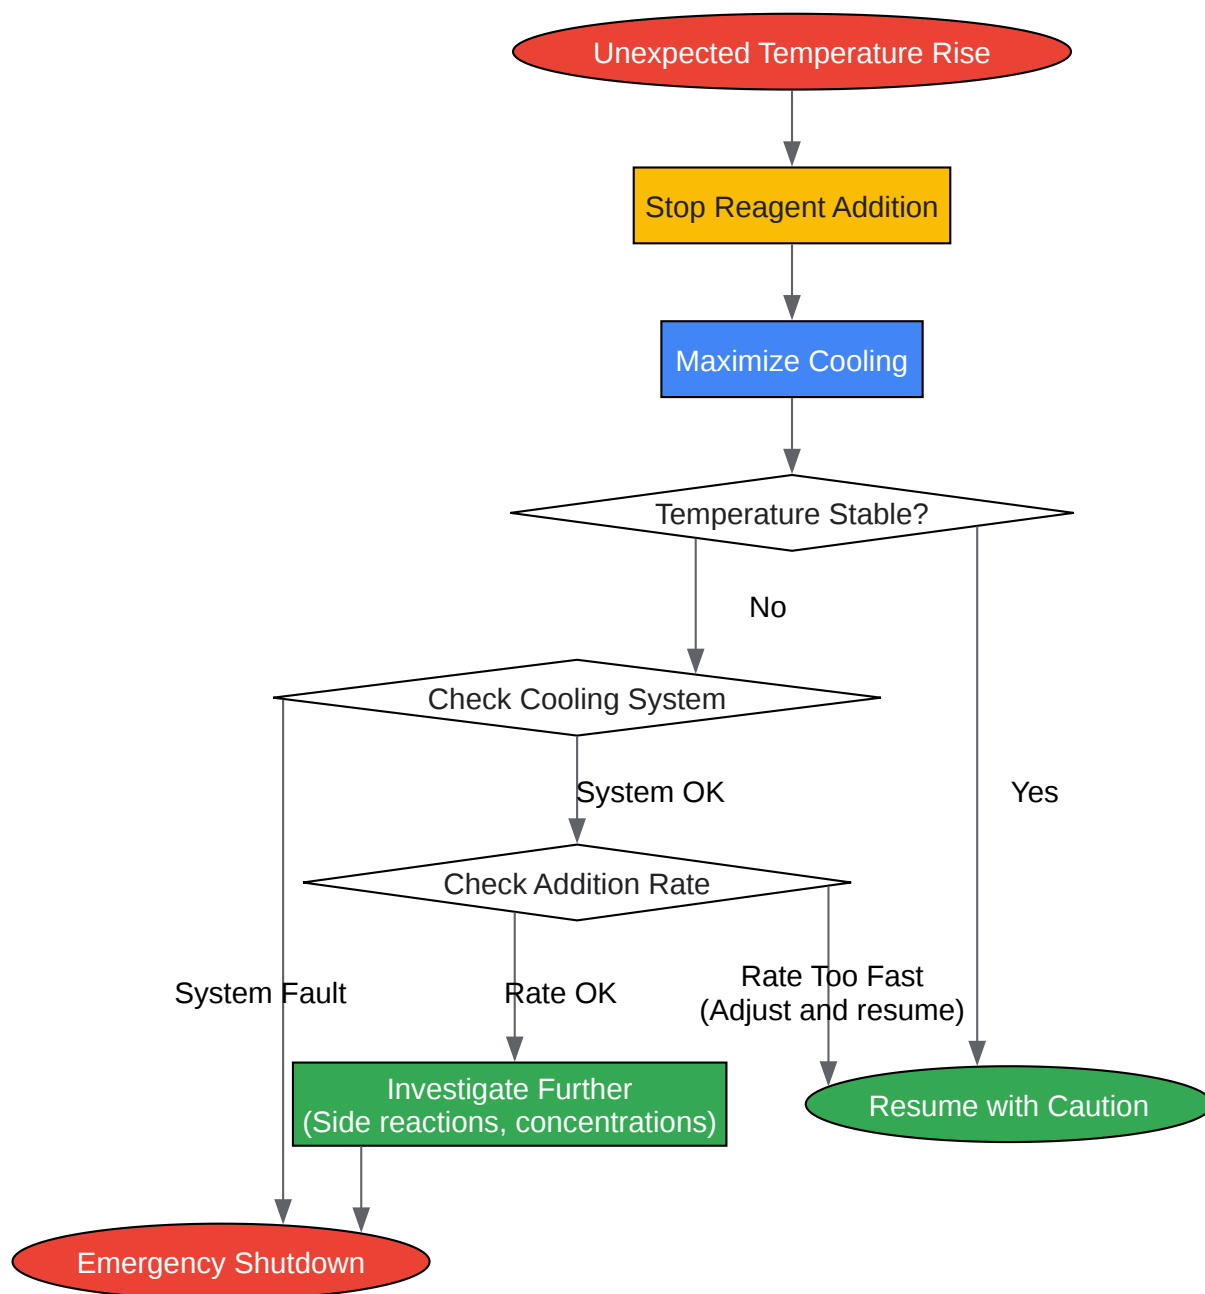 Unexpected Temperature Rise
Stop Reagent Addition
Maximize Cooling
Temperature Stable?
No
Check Cooling System
System OK
Yes
Check Addition Rate
System Fault
Rate OK
Rate Too Fast
(Adjust and resume)
Investigate Further
(Side reactions, concentrations)
Resume with Caution
Emergency Shutdown